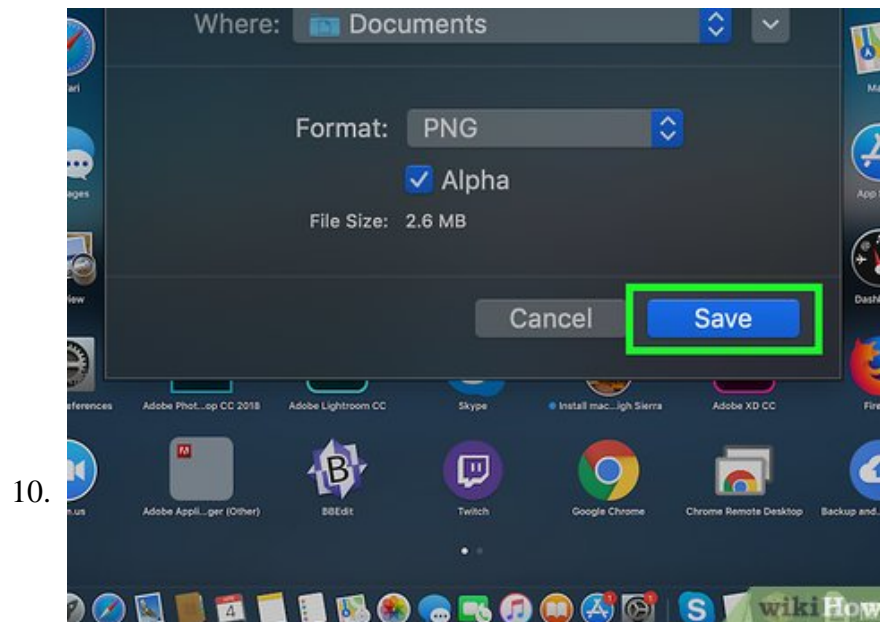 Where: Documents
Format: PNG
Alpha
File Size: 2.6 MB
Cancel Save
Adobe Phot...op CC 2018 Adobe Lightroom CC Skype Install mac...igh Sierra Adobe XD CC
10.
Adobe Appli...ger (Other) BBEdit Twitch Google Chrome Chrome Remote Desktop Backup and
4
wikiHow